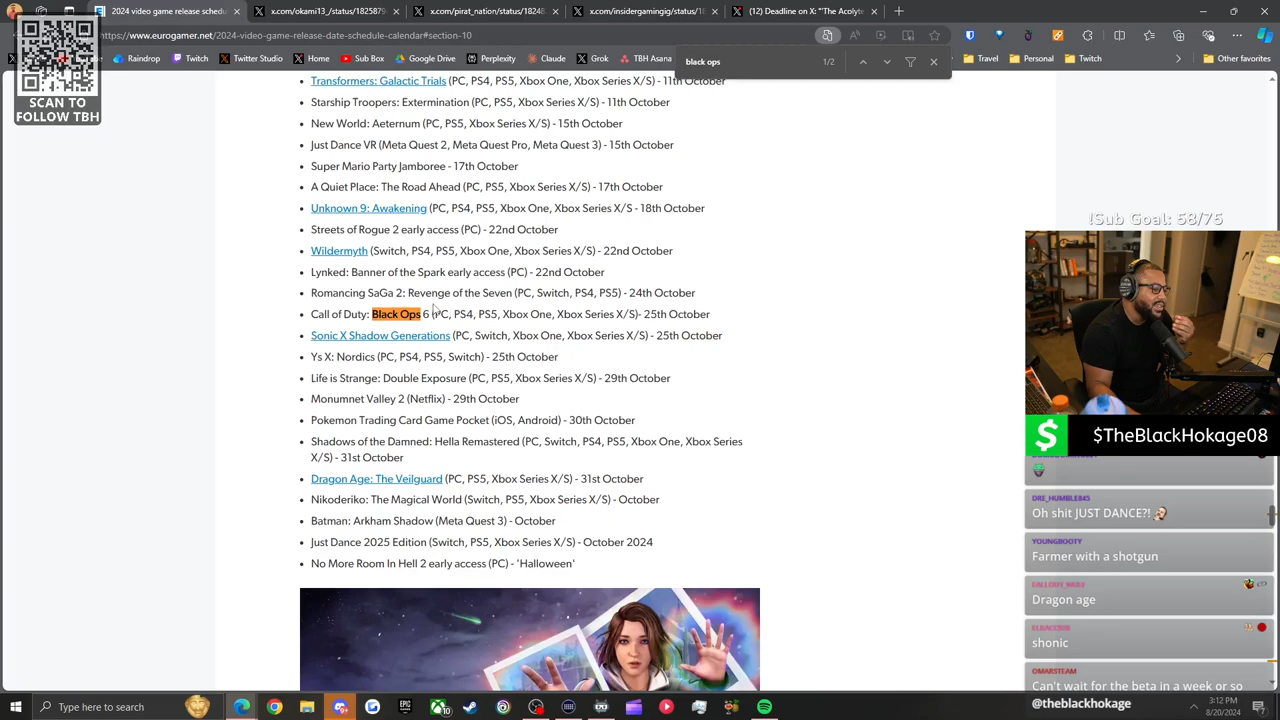 2024 video game release sched
x.com/okami13_/status/182587
x.com/pcrot_op/status/18248
x.com/insidergamingig/status/1
(12) Deadline on X: "'The Acolyte
https://www.eurogamer.net/2024-video-game-release-date-schedule-calendar#section-10
Raindrop
Twitch
Twitter Search
Home
Sub Box
Google Drive
Perplexity
Claude
Grok
TBH Asana
Travel
Personal
Twitch
Other favorites
black ops
1/2
SCAN TO
FOLLOW TBH
Transformers: Galactic Trials (PC, PS4, PS5, Xbox One, Xbox Series X/S) - 11th October
Starship Troopers: Extermination (PC, PS5, Xbox Series X/S) - 11th October
New World: Aeternum (PC, PS5, Xbox Series X/S) - 15th October
Just Dance VR (Meta Quest 2, Meta Quest Pro, Meta Quest 3) - 15th October
Super Mario Party Jamboree - 17th October
A Quiet Place: The Road Ahead (PC, PS5, Xbox Series X/S) - 17th October
Unknown 9: Awakening (PC, PS4, PS5, Xbox One, Xbox Series X/S - 18th October
Streets of Rogue 2 early access (PC) - 22nd October
Wildermyth (Switch, PS4, PS5, Xbox One, Xbox Series X/S) - 22nd October
Lynked: Banner of the Spark early access (PC) - 22nd October
Romancing SaGa 2: Revenge of the Seven (PC, Switch, PS4, PS5) - 24th October
Call of Duty: Black Ops 6 (PC, PS4, PS5, Xbox One, Xbox Series X/S)- 25th October
Sonic X Shadow Generations (PC, Switch, Xbox One, Xbox Series X/S) - 25th October
Ys X: Nordics (PC, PS4, PS5, Switch) - 25th October
Life is Strange: Double Exposure (PC, PS5, Xbox Series X/S) - 29th October
Monumnet Valley 2 (Netflix) - 29th October
Pokemon Trading Card Game Pocket (iOS, Android) - 30th October
Shadows of the Damned: Hella Remastered (PC, Switch, PS4, PS5, Xbox One, Xbox Series
X/S) - 31st October
Dragon Age: The Veilguard (PC, PS5, Xbox Series X/S) - 31st October
Nikoderiko: The Magical World (Switch, PS5, Xbox Series X/S) - October
Batman: Arkham Shadow (Meta Quest 3) - October
Just Dance 2025 Edition (Switch, PS5, Xbox Series X/S) - October 2024
No More Room In Hell 2 early access (PC) - 'Halloween'
!Sub Goal: 58/75
$ $TheBlackHokage08
DRE_HUMBLE845
Oh shit JUST DANCE?!
YOUNGBOOTY
Farmer with a shotgun
Dragon age
shonic
OMARSTEAM
Can't wait for the beta in a week or so
@theblackhokage
Type here to search
3:12 PM
8/20/2024